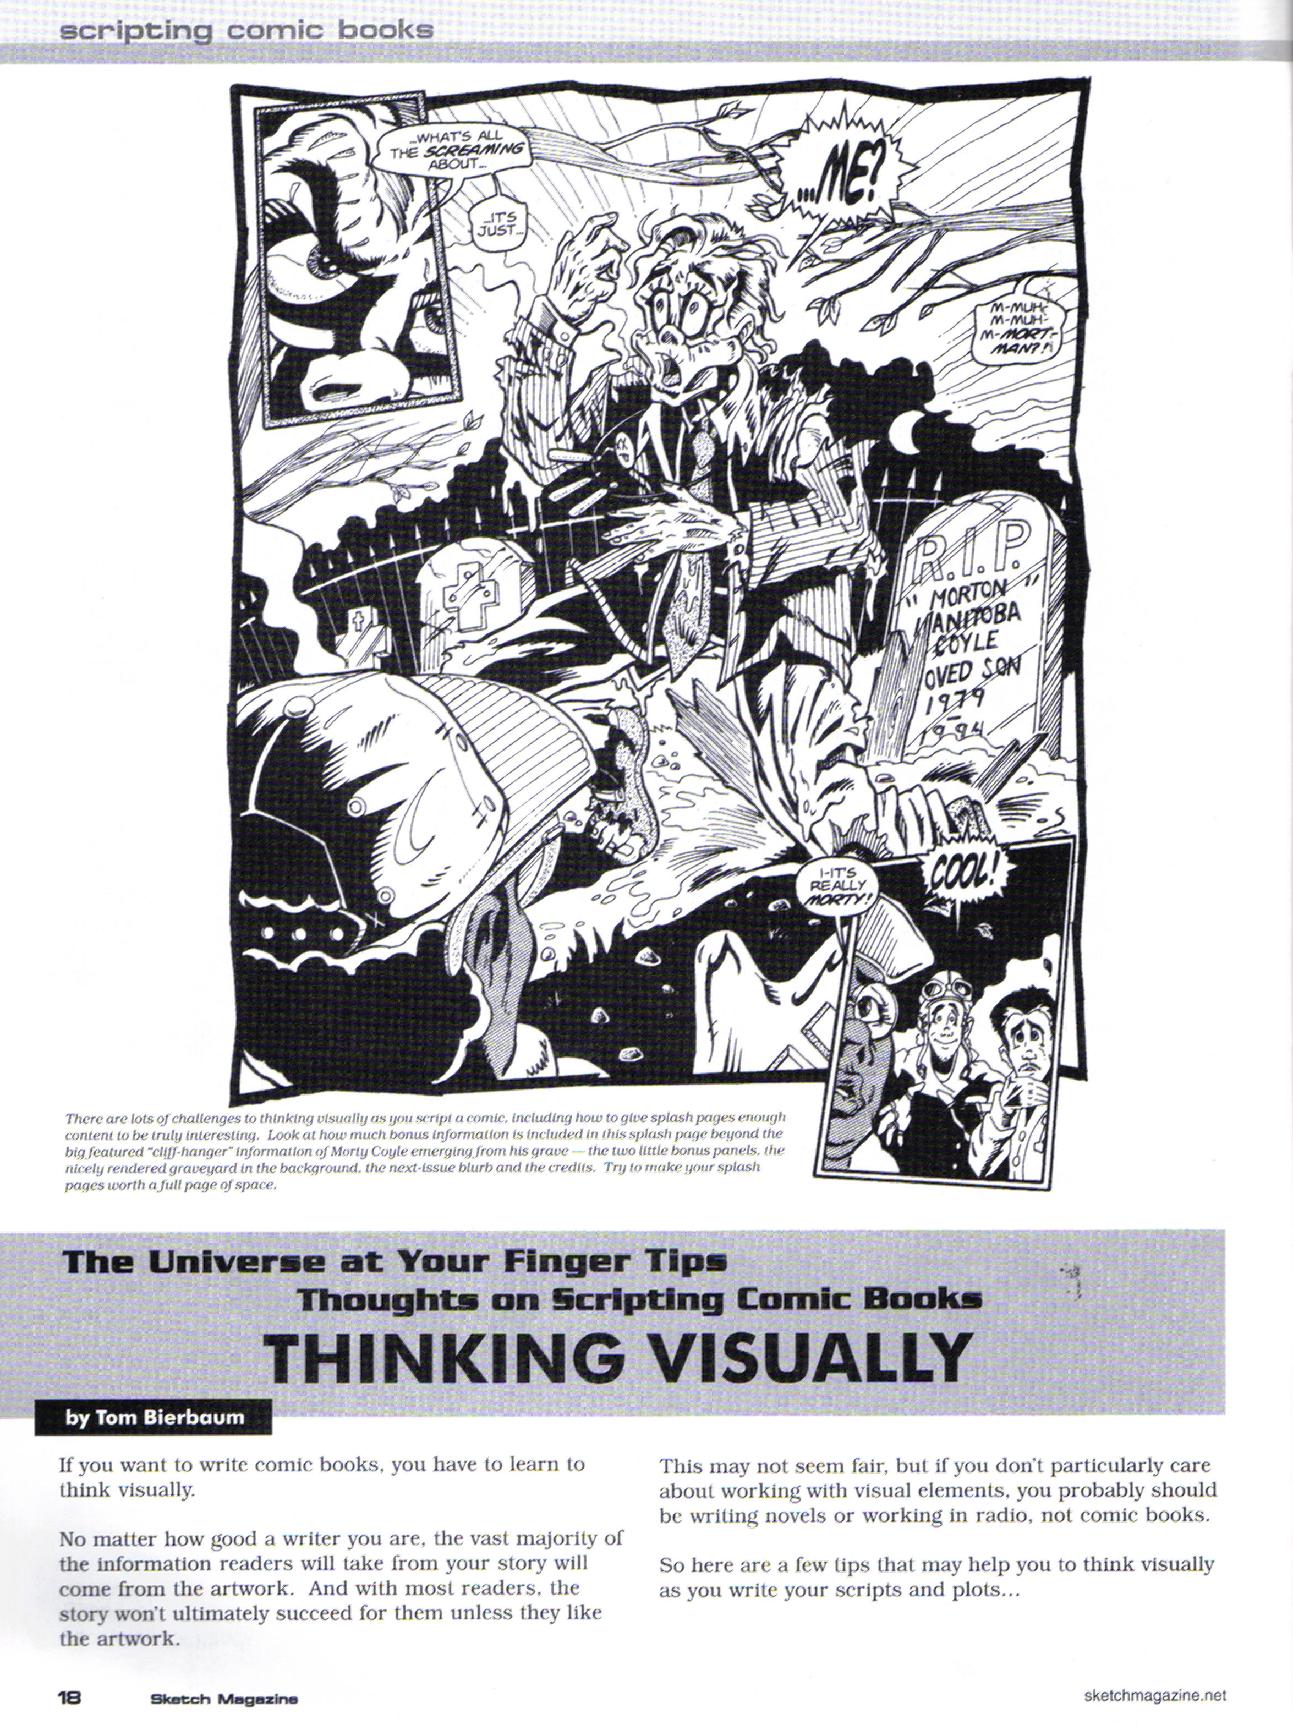 scripting comic books
...WHAT'S ALL
THE SCREAMING
ABOUT...
...IT'S
JUST...
...ME?
M-MUH-
M-MUH-
M-MORT-
MAN?!
R.I.P.
"MORTON"
MANITOBA
COYLE
OVED SON
1979
-
1994
I-IT'S
REALLY
MORTY!
COOL!
There are lots of challenges to thinking visually as you script a comic, including how to give splash pages enough
content to be truly interesting. Look at how much bonus information is included in this splash page beyond the
big featured "cliff-hanger" information of Morty Coyle emerging from his grave — the two little bonus panels, the
nicely rendered graveyard in the background, the next-issue blurb and the credits. Try to make your splash
pages worth a full page of space.
The Universe at Your Finger Tips
Thoughts on Scripting Comic Books
THINKING VISUALLY
by Tom Bierbaum
If you want to write comic books, you have to learn to
think visually.
No matter how good a writer you are, the vast majority of
the information readers will take from your story will
come from the artwork. And with most readers, the
story won't ultimately succeed for them unless they like
the artwork.
This may not seem fair, but if you don't particularly care
about working with visual elements, you probably should
be writing novels or working in radio, not comic books.
So here are a few tips that may help you to think visually
as you write your scripts and plots...
18
Sketch Magazine
sketchmagazine.net